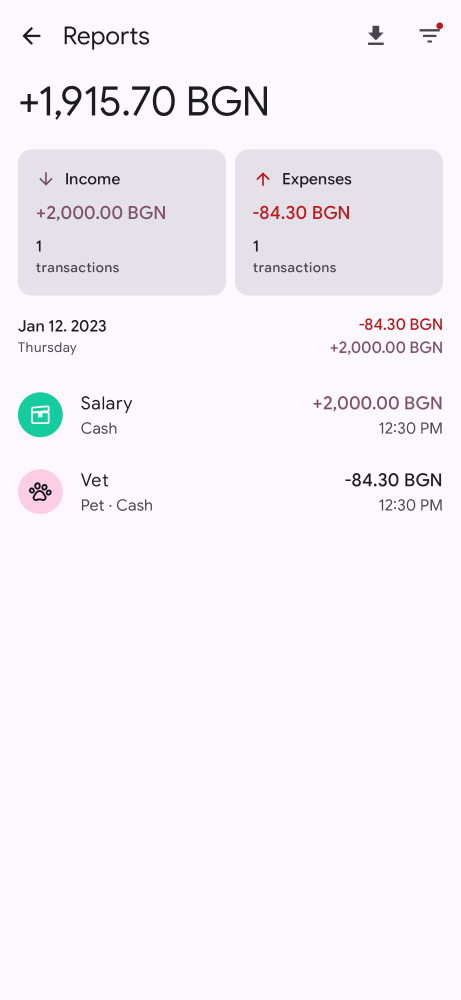 Reports
+1,915.70 BGN
Income
+2,000.00 BGN
1
transactions
Expenses
-84.30 BGN
1
transactions
Jan 12. 2023
-84.30 BGN
Thursday
+2,000.00 BGN
Salary
+2,000.00 BGN
Cash
12:30 PM
Vet
-84.30 BGN
Pet · Cash
12:30 PM